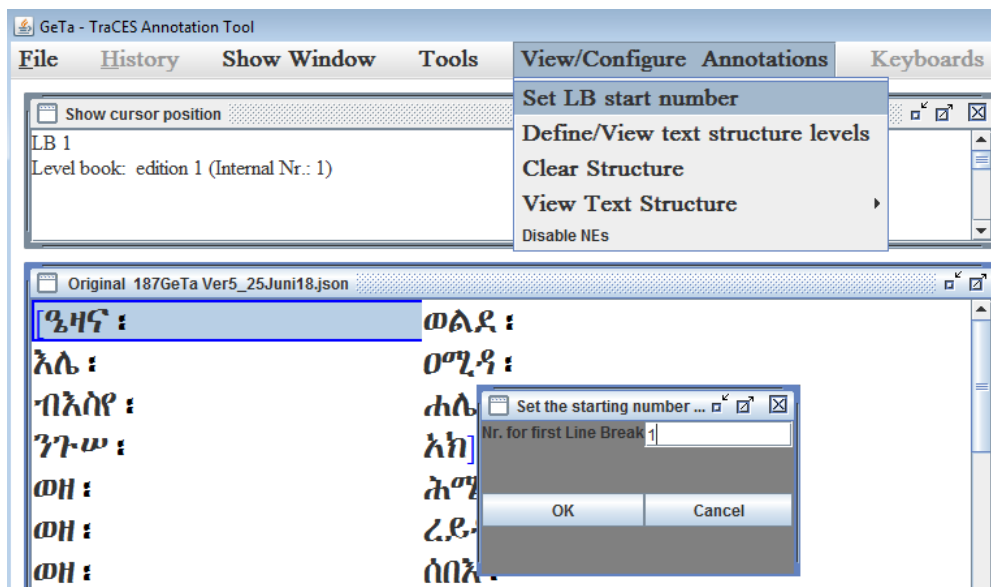 GeTa - TraCES Annotation Tool
File History Show Window Tools View/Configure Annotations Keyboards
Set LB start number
Define/View text structure levels
Clear Structure
View Text Structure
Disable NEs
Show cursor position
LB 1
Level book: edition 1 (Internal Nr.: 1)
Original 187GeTa Ver5_25Juni18.json
[ዔዛና ፡ ወልደ ፡
እሌ ፡ ዐሚዳ ፡
ብእስየ ፡ ሐሌ
ንጉሠ ፡ አክ]
ወዘ ፡
ወዘ ፡
ወዘ ፡ ሰበእ
Set the starting number ...
Nr. for first Line Break 1
OK Cancel